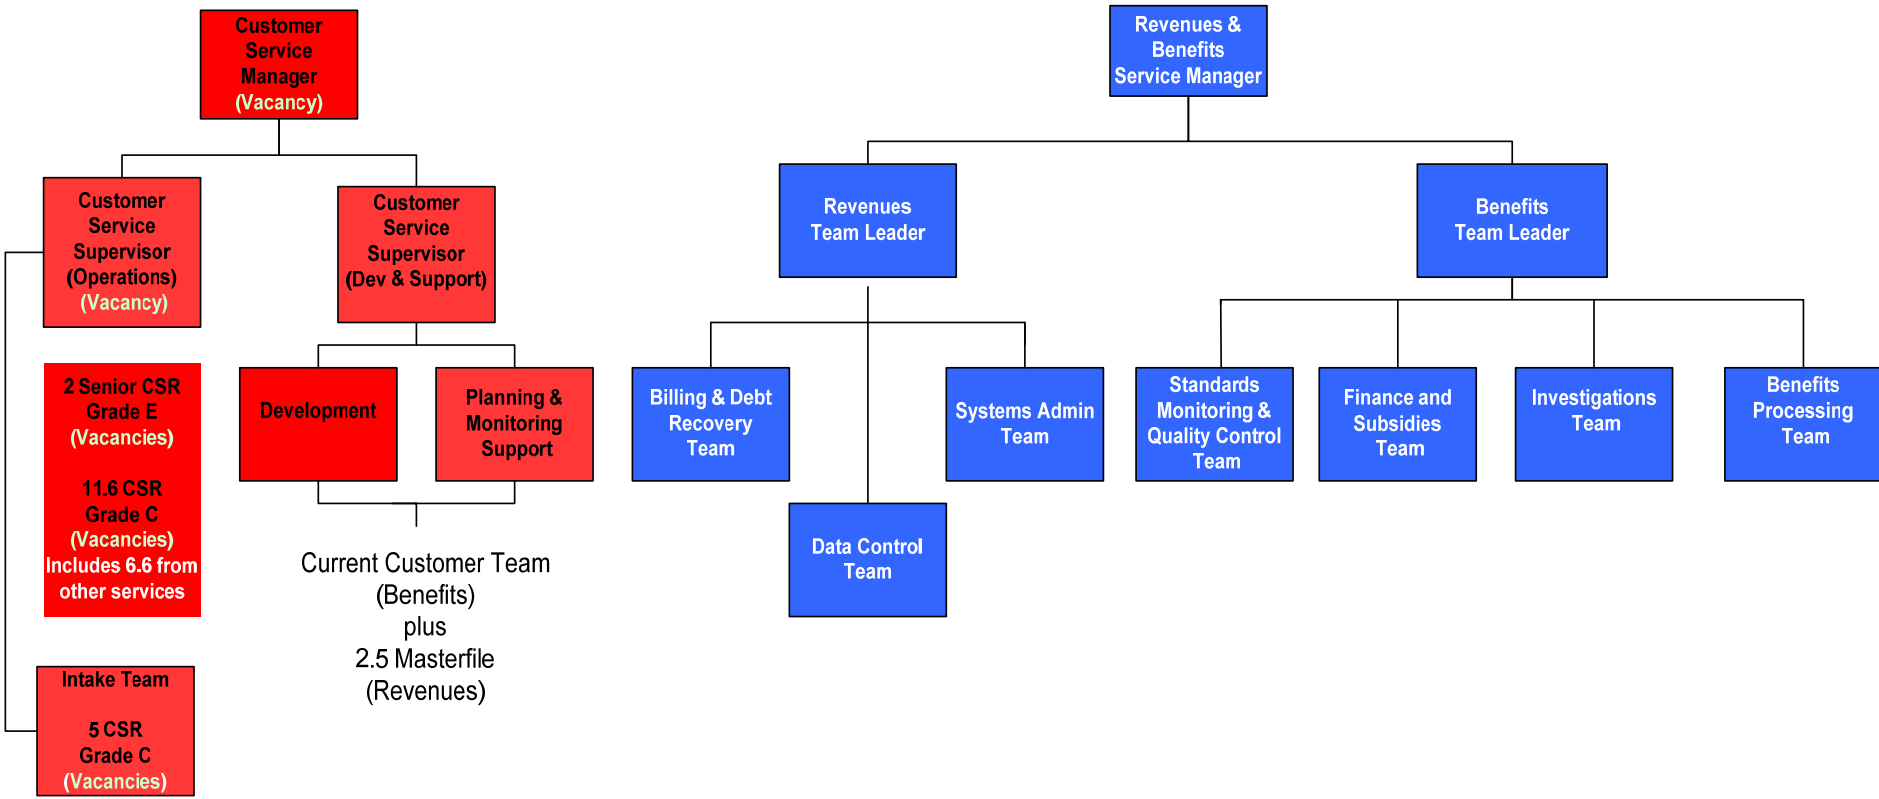 Customer
Service
Manager
(Vacancy)
Revenues &
Benefits
Service Manager
Customer
Service
Supervisor
(Operations)
(Vacancy)
Customer
Service
Supervisor
(Dev & Support)
Revenues
Team Leader
Benefits
Team Leader
2 Senior CSR
Grade E
(Vacancies)
11.6 CSR
Grade C
(Vacancies)
Includes 6.6 from
other services
Development
Planning &
Monitoring
Support
Billing & Debt
Recovery
Team
Systems Admin
Team
Standards
Monitoring &
Quality Control
Team
Finance and
Subsidies
Team
Investigations
Team
Benefits
Processing
Team
Data Control
Team
Current Customer Team
(Benefits)
plus
2.5 Masterfile
(Revenues)
Intake Team
5 CSR
Grade C
(Vacancies)